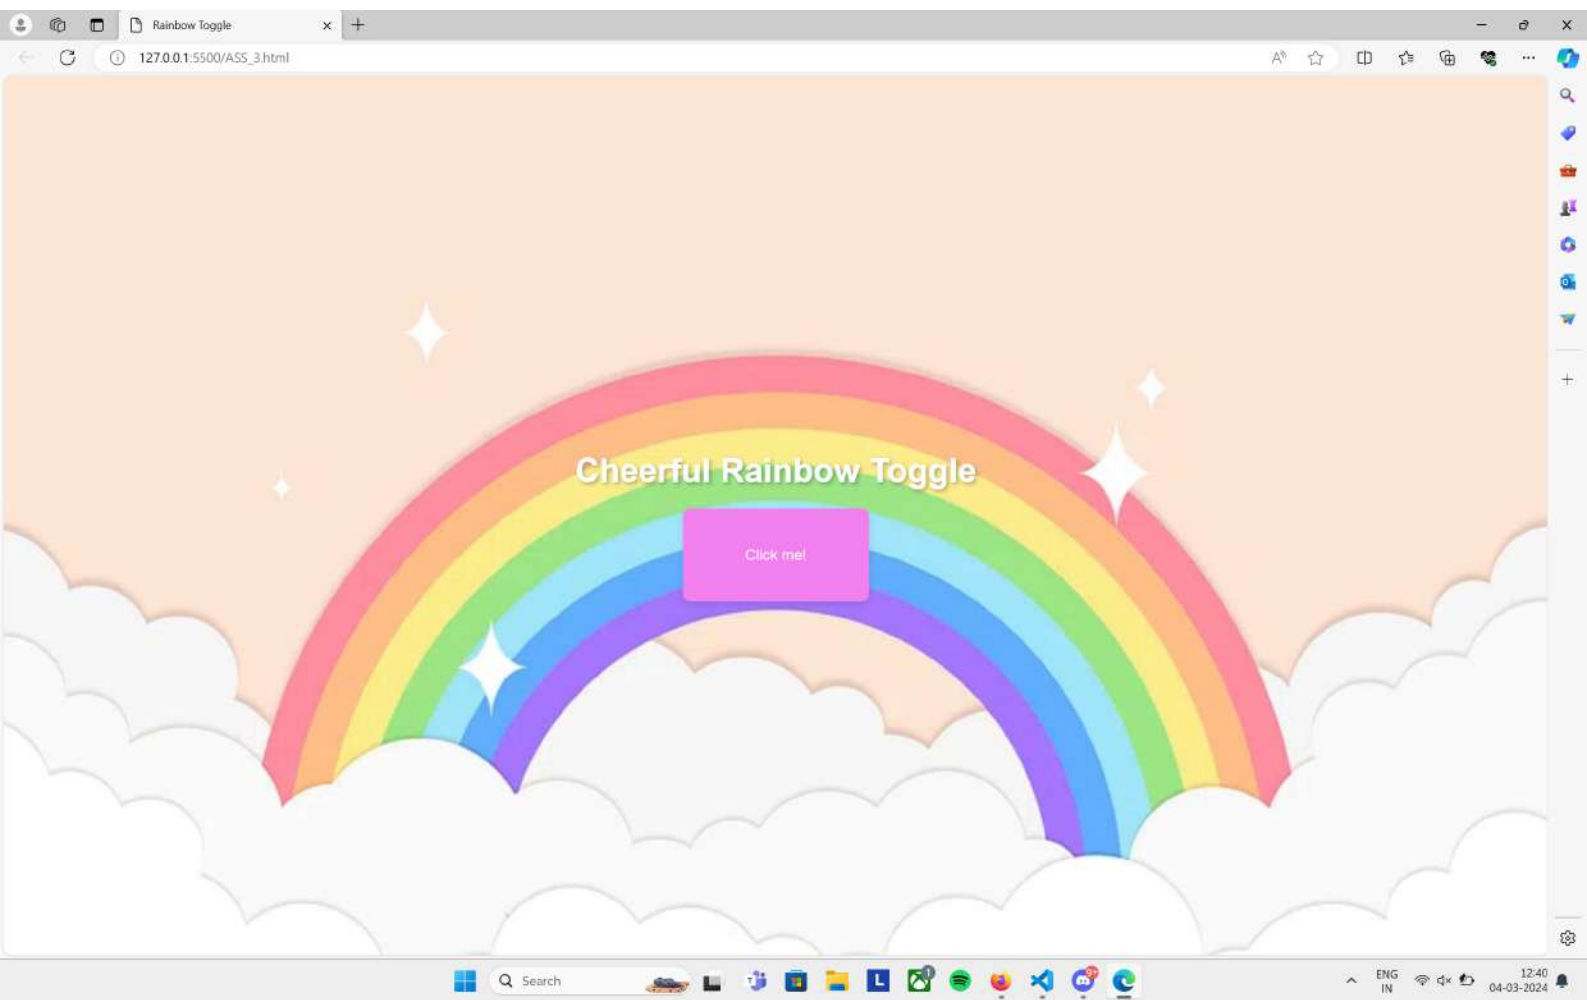 Rainbow Toggle
127.0.0.1:5500/ASS_3.html
Cheerful Rainbow Toggle
Click me!
Search
ENG
IN
12:40
04-03-2024